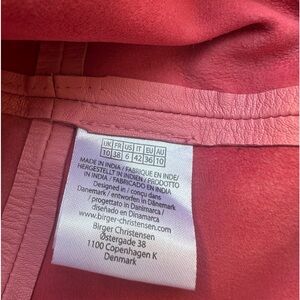 UK FR US IT EU AU
10 38 6 42 36 10
MADE IN INDIA / FABRIQUE EN INDE/
HERGESTELLT IN INDIEN / PRODOTTO
IN INDIA / FABRICADO EN INDIA
Designed in / conçu dans
Danemark / entworfen in Dänemark
/ progettato in Danimarca /
diseñado en Dinamarca
www.birger-christensen.com
Birger Christensen
Østergade 38
1100 Copenhagen K
Denmark